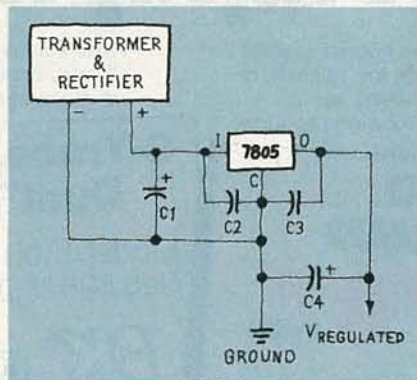 TRANSFORMER
&
RECTIFIER
- +
I 7805 O
C
C1
C2 C3
C4
VREGULATED
GROUND